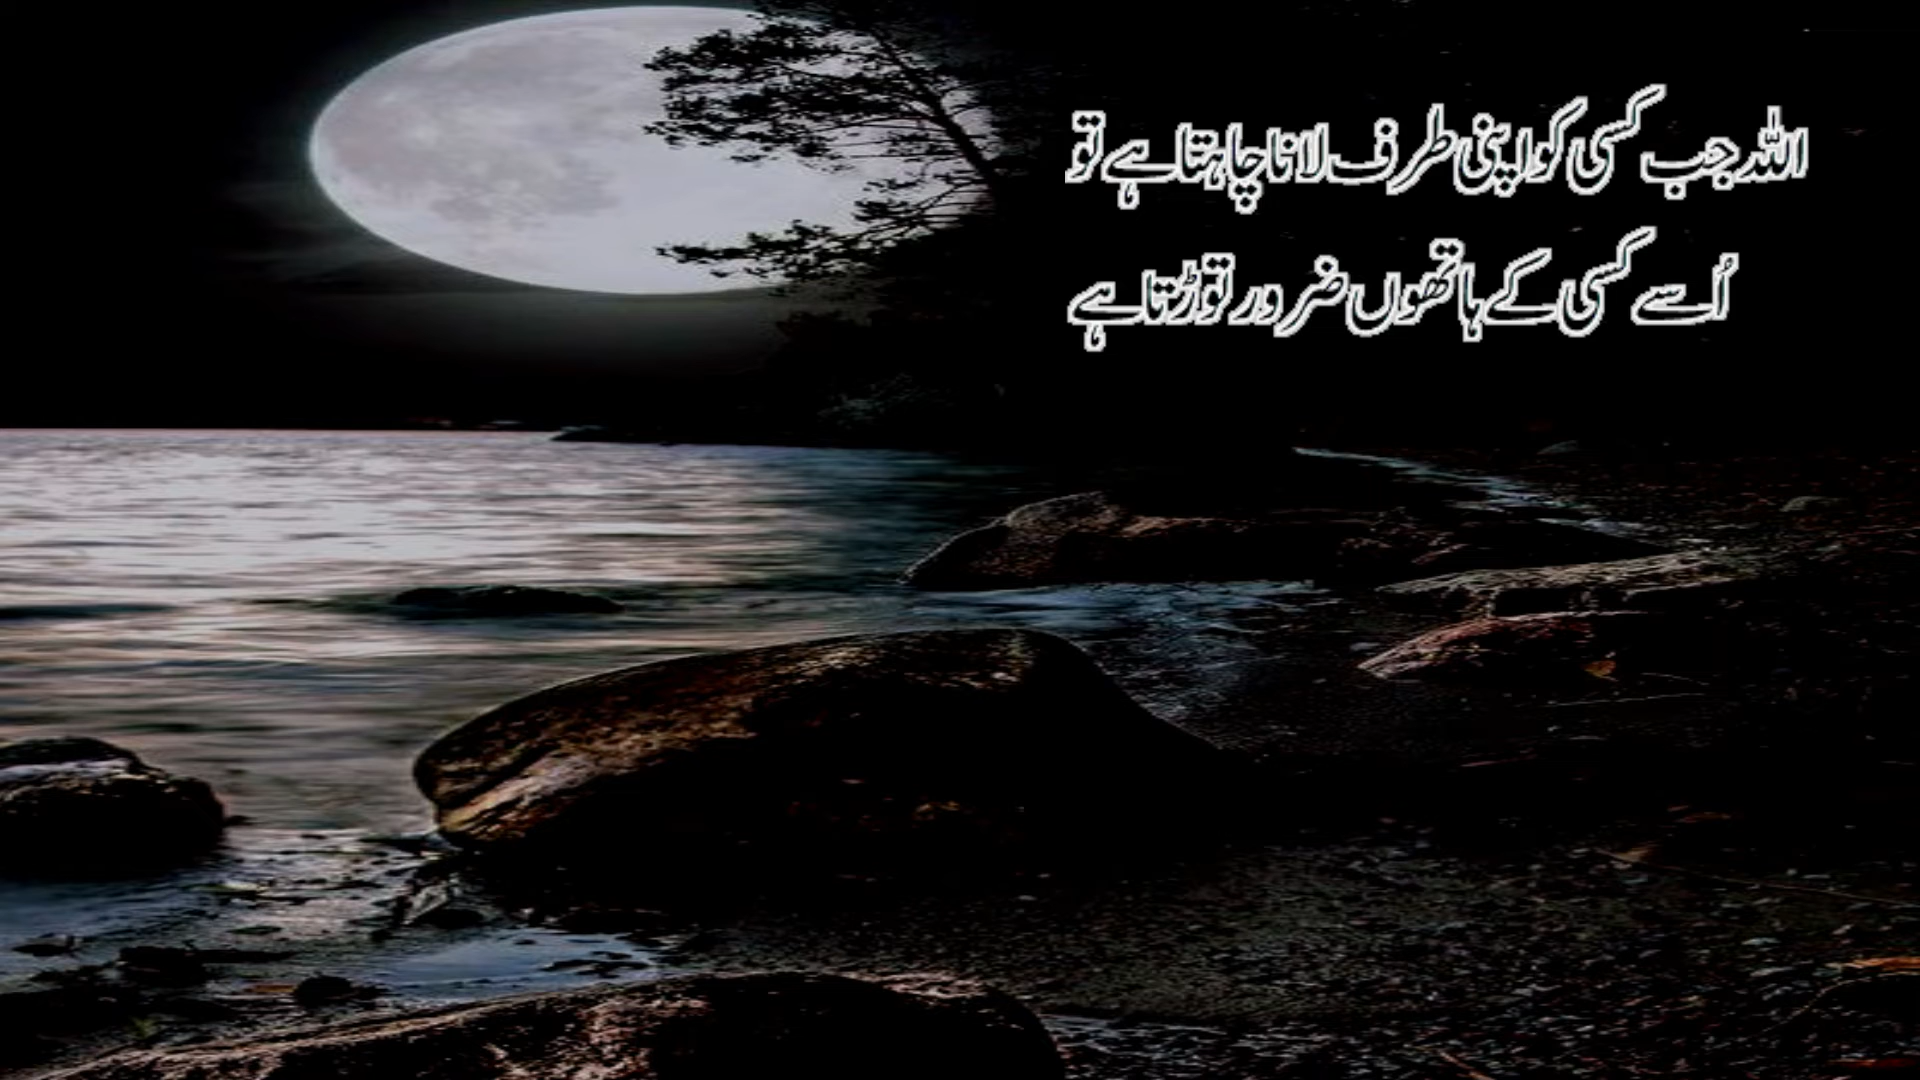 اللہ جب کسی کو اپنی طرف لانا چاہتا ہے تو
اُسے کسی کے ہاتھوں ضرور توڑتا ہے